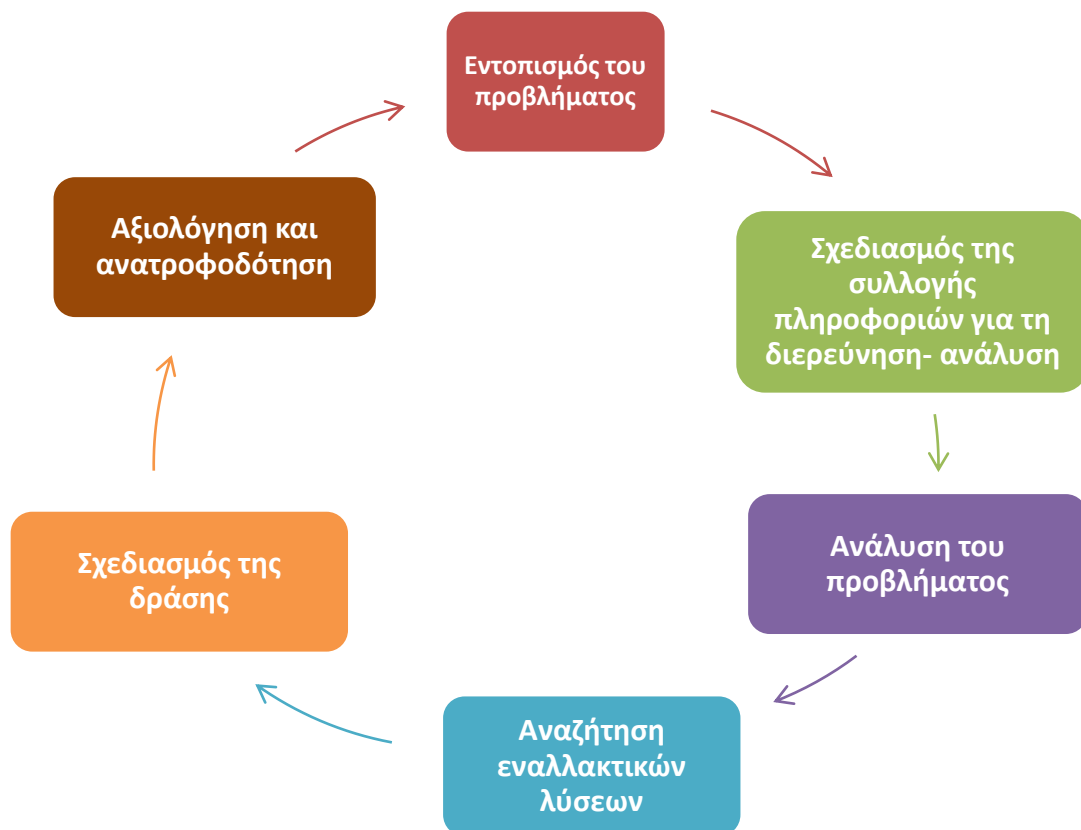 Εντοπισμός του
προβλήματος
Σχεδιασμός της
συλλογής
πληροφοριών για τη
διερεύνηση- ανάλυση
Ανάλυση του
προβλήματος
Αναζήτηση
εναλλακτικών
λύσεων
Σχεδιασμός της
δράσης
Αξιολόγηση και
ανατροφοδότηση